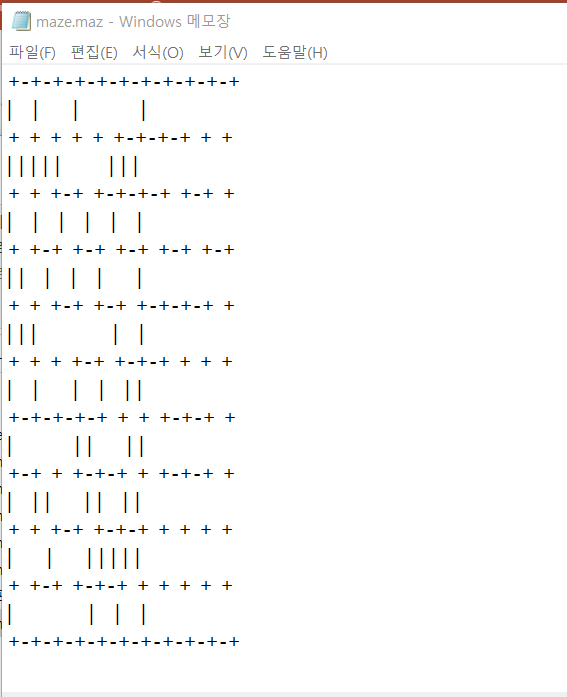 maze.maz - Windows 메모장
파일(F) 편집(E) 서식(O) 보기(V) 도움말(H)
+-+-+-+-+-+-+-+-+-+-+
|   |     |         |
+ + + + + +-+-+-+ + +
| | | | |       | | |
+ + +-+ +-+-+-+ +-+ +
|   |   |   |   |   |
+ +-+ +-+ +-+ +-+ +-+
| |   |   |   |     |
+ + +-+ +-+ +-+-+-+ +
| | |           |   |
+ + + +-+ +-+-+ + + +
|   |     |   |   | |
+-+-+-+-+ + + +-+-+ +
|         | |     | |
+-+ + +-+-+ + +-+-+ +
|   | |     | |   | |
+ + +-+ +-+-+ + + + +
|     |     | | | | |
+ +-+ +-+-+ + + + + +
|           |   |   |
+-+-+-+-+-+-+-+-+-+-+